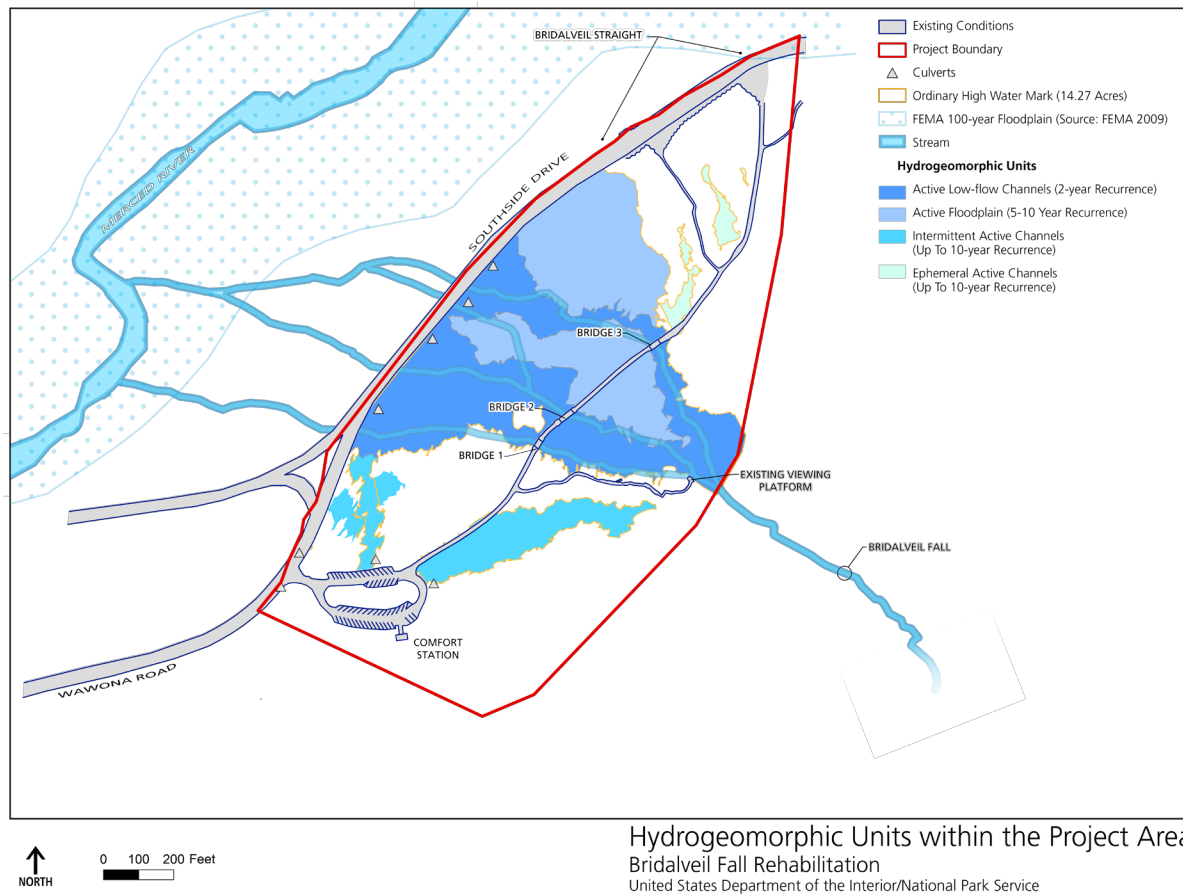 BRIDALVEIL STRAIGHT
MERCED RIVER
SOUTHSIDE DRIVE
BRIDGE 3
BRIDGE 2
BRIDGE 1
EXISTING VIEWING
PLATFORM
BRIDALVEIL FALL
COMFORT
STATION
WAWONA ROAD
Existing Conditions
Project Boundary
Culverts
Ordinary High Water Mark (14.27 Acres)
FEMA 100-year Floodplain (Source: FEMA 2009)
Stream
Hydrogeomorphic Units
Active Low-flow Channels (2-year Recurrence)
Active Floodplain (5-10 Year Recurrence)
Intermittent Active Channels
(Up To 10-year Recurrence)
Ephemeral Active Channels
(Up To 10-year Recurrence)
NORTH
0 100 200 Feet
Hydrogeomorphic Units within the Project Area
Bridalveil Fall Rehabilitation
United States Department of the Interior/National Park Service